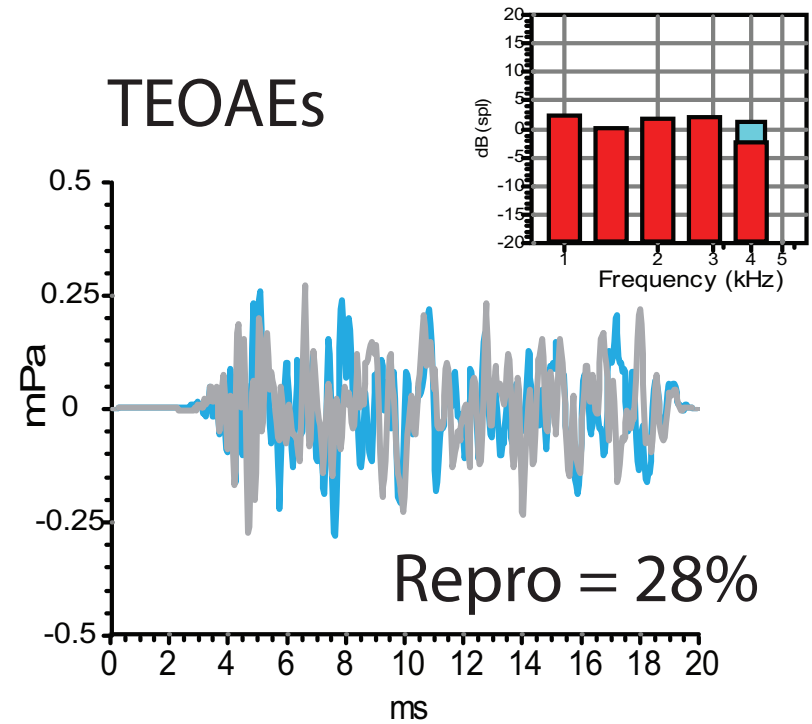 TEOAEs
20
15
10
5
0
-5
-10
-15
-20
dB (spl)
1 2 3 4 5
Frequency (kHz)
0.5
0.25
0
-0.25
-0.5
mPa
Repro = 28%
0 2 4 6 8 10 12 14 16 18 20
ms